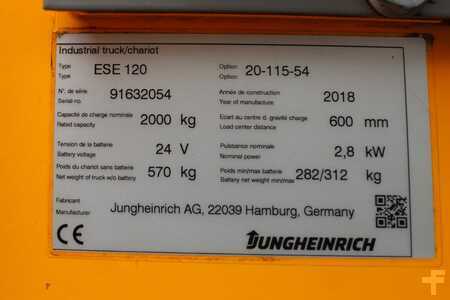 Industrial truck/chariot
Type
Type ESE 120 Option
Option 20-115-54
N°. de série
Serial no. 91632054 Année de construction
Year of manufacture 2018
Capacité de charge nominale
Rated capacity 2000 kg Ecart au centre d. gravité charge
Load center distance 600 mm
Tension de la batterie
Battery voltage 24 V Puissance nominale
Nominal power 2,8 kW
Poids du chariot sans batterie
Net weight of truck w/o battery 570 kg Poids min/max batterie
Battery net weight min/max 282/312 kg
Fabricant
Manufacturer Jungheinrich AG, 22039 Hamburg, Germany
CE JUNGHEINRICH